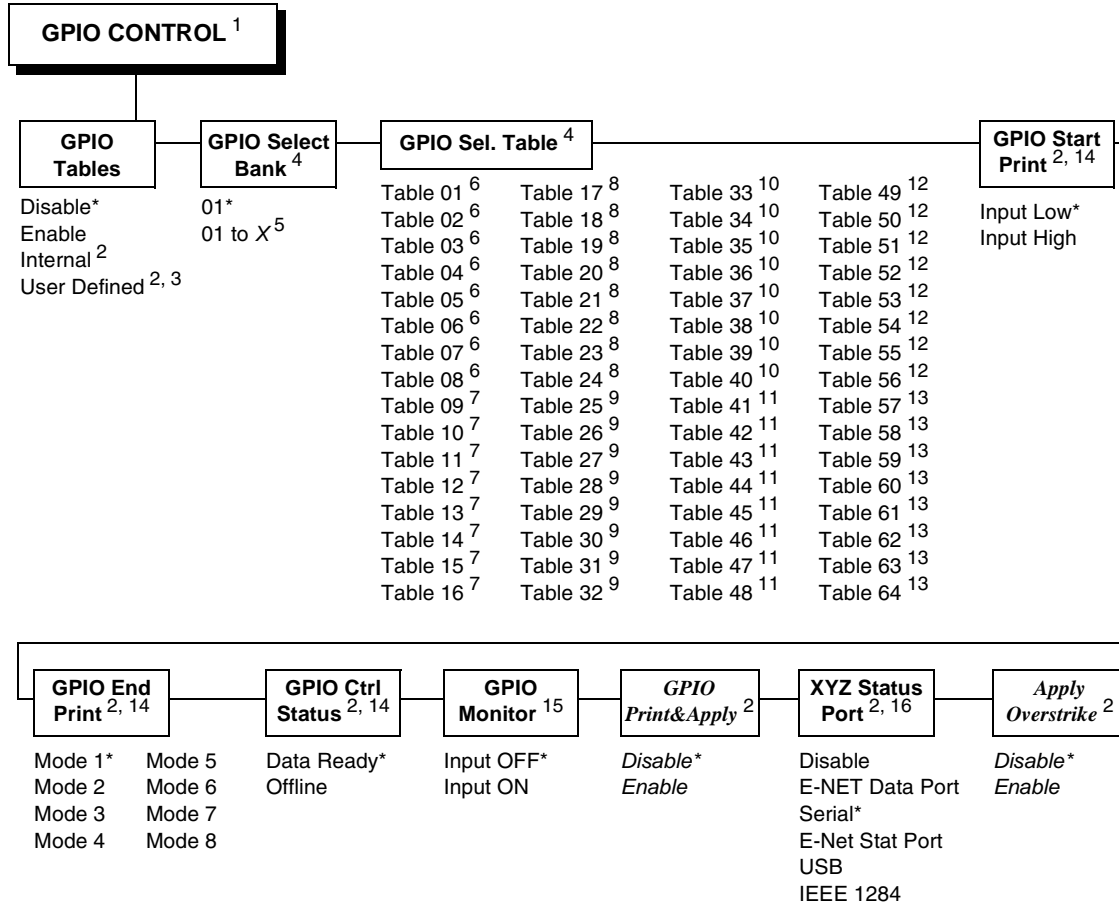 GPIO CONTROL 1
GPIO
Tables
Disable*
Enable
Internal 2
User Defined 2, 3
GPIO Select
Bank 4
01*
01 to X 5
GPIO Sel. Table 4
Table 01 6
Table 02 6
Table 03 6
Table 04 6
Table 05 6
Table 06 6
Table 07 6
Table 08 6
Table 09 7
Table 10 7
Table 11 7
Table 12 7
Table 13 7
Table 14 7
Table 15 7
Table 16 7
Table 17 8
Table 18 8
Table 19 8
Table 20 8
Table 21 8
Table 22 8
Table 23 8
Table 24 8
Table 25 9
Table 26 9
Table 27 9
Table 28 9
Table 29 9
Table 30 9
Table 31 9
Table 32 9
Table 33 10
Table 34 10
Table 35 10
Table 36 10
Table 37 10
Table 38 10
Table 39 10
Table 40 10
Table 41 11
Table 42 11
Table 43 11
Table 44 11
Table 45 11
Table 46 11
Table 47 11
Table 48 11
Table 49 12
Table 50 12
Table 51 12
Table 52 12
Table 53 12
Table 54 12
Table 55 12
Table 56 12
Table 57 13
Table 58 13
Table 59 13
Table 60 13
Table 61 13
Table 62 13
Table 63 13
Table 64 13
GPIO Start
Print 2, 14
Input Low*
Input High
GPIO End
Print 2, 14
Mode 1*
Mode 2
Mode 3
Mode 4
Mode 5
Mode 6
Mode 7
Mode 8
GPIO Ctrl
Status 2, 14
Data Ready*
Offline
GPIO
Monitor 15
Input OFF*
Input ON
GPIO
Print&Apply 2
Disable*
Enable
XYZ Status
Port 2, 16
Disable
E-NET Data Port
Serial*
E-Net Stat Port
USB
IEEE 1284
Apply
Overstrike 2
Disable*
Enable